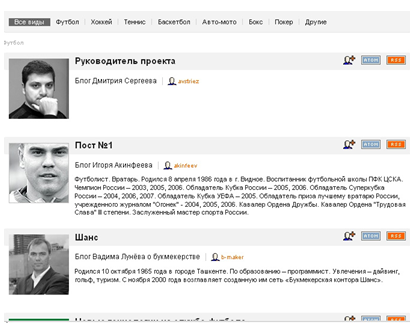 Все виды Футбол Хоккей Теннис Баскетбол Авто-мото Бокс Покер Другие
Футбол
Руководитель проекта ATOM RSS
Блог Дмитрия Сергеева avstriez
Пост №1 ATOM RSS
Блог Игоря Акинфеева akinfeev
Футболист. Вратарь. Родился 8 апреля 1986 года в г. Видное. Воспитанник футбольной школы ПФК ЦСКА.
Чемпион России – 2003, 2005, 2006. Обладатель Кубка России – 2005, 2006. Обладатель Суперкубка
России – 2004, 2006, 2007. Обладатель Кубка УЕФА – 2005. Обладатель приза лучшему вратарю России,
учрежденного журналом "Огонек" - 2004, 2005, 2006. Кавалер Ордена Дружбы. Кавалер Ордена "Трудовая
Слава" III степени. Заслуженный мастер спорта России.
Шанс ATOM RSS
Блог Вадима Лунёва о букмекерстве b-maker
Родился 10 октября 1965 года в городе Ташкенте. По образованию – программист. Увлечения – дайвинг,
гольф, туризм. С ноября 2000 года возглавляет созданную им сеть «Букмекерская контора Шанс».